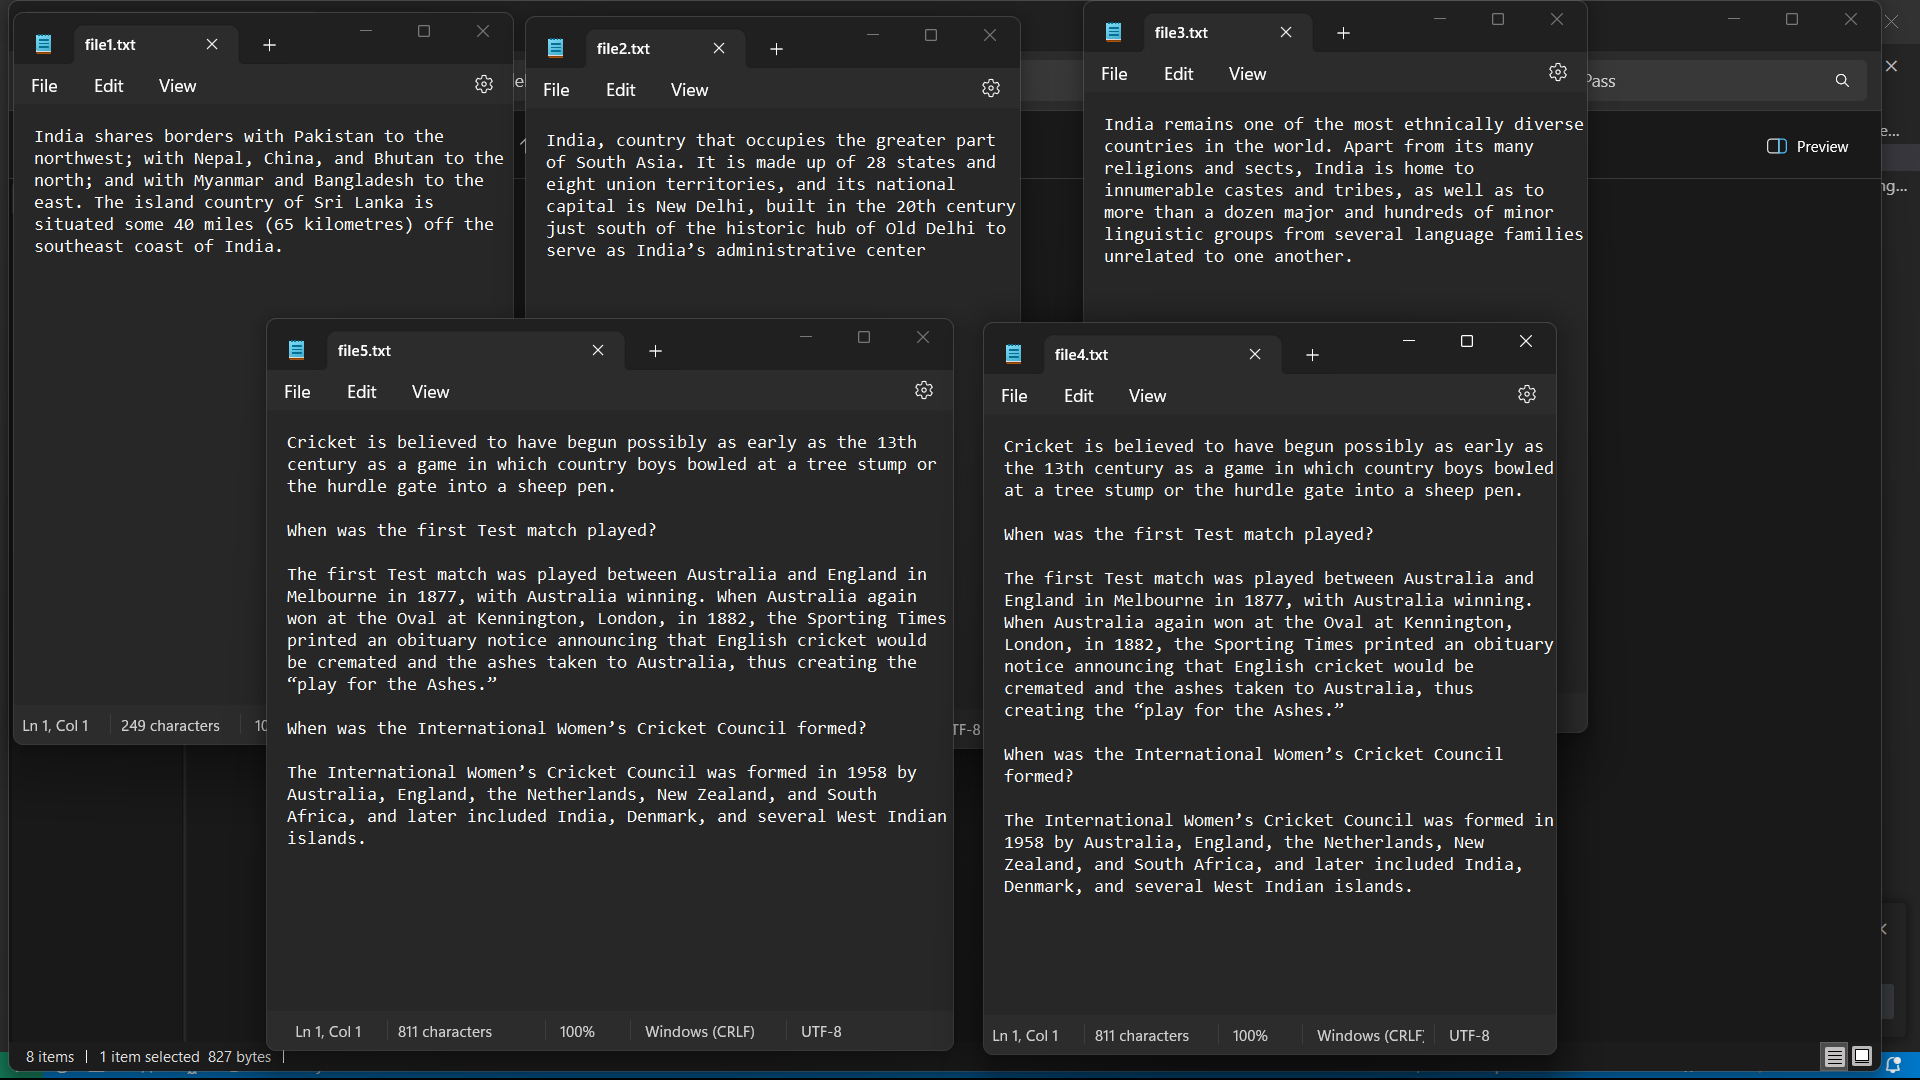 file1.txt
File Edit View
India shares borders with Pakistan to the
northwest; with Nepal, China, and Bhutan to the
north; and with Myanmar and Bangladesh to the
east. The island country of Sri Lanka is
situated some 40 miles (65 kilometres) off the
southeast coast of India.
Ln 1, Col 1 249 characters 10
file2.txt
File Edit View
India, country that occupies the greater part
of South Asia. It is made up of 28 states and
eight union territories, and its national
capital is New Delhi, built in the 20th century
just south of the historic hub of Old Delhi to
serve as India’s administrative center
TF-8
file3.txt
File Edit View
India remains one of the most ethnically diverse
countries in the world. Apart from its many
religions and sects, India is home to
innumerable castes and tribes, as well as to
more than a dozen major and hundreds of minor
linguistic groups from several language families
unrelated to one another.
Pass
Preview
file5.txt
File Edit View
Cricket is believed to have begun possibly as early as the 13th
century as a game in which country boys bowled at a tree stump or
the hurdle gate into a sheep pen.
When was the first Test match played?
The first Test match was played between Australia and England in
Melbourne in 1877, with Australia winning. When Australia again
won at the Oval at Kennington, London, in 1882, the Sporting Times
printed an obituary notice announcing that English cricket would
be cremated and the ashes taken to Australia, thus creating the
“play for the Ashes.”
When was the International Women’s Cricket Council formed?
The International Women’s Cricket Council was formed in 1958 by
Australia, England, the Netherlands, New Zealand, and South
Africa, and later included India, Denmark, and several West Indian
islands.
Ln 1, Col 1 811 characters 100% Windows (CRLF) UTF-8
file4.txt
File Edit View
Cricket is believed to have begun possibly as early as
the 13th century as a game in which country boys bowled
at a tree stump or the hurdle gate into a sheep pen.
When was the first Test match played?
The first Test match was played between Australia and
England in Melbourne in 1877, with Australia winning.
When Australia again won at the Oval at Kennington,
London, in 1882, the Sporting Times printed an obituary
notice announcing that English cricket would be
cremated and the ashes taken to Australia, thus
creating the “play for the Ashes.”
When was the International Women’s Cricket Council
formed?
The International Women’s Cricket Council was formed in
1958 by Australia, England, the Netherlands, New
Zealand, and South Africa, and later included India,
Denmark, and several West Indian islands.
Ln 1, Col 1 811 characters 100% Windows (CRLF) UTF-8
8 items 1 item selected 827 bytes